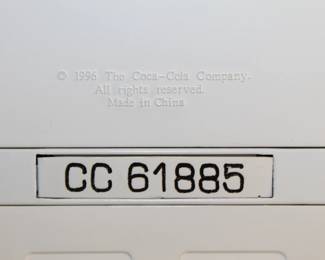 © 1996 The Coca-Cola Company.
All rights reserved.
Made in China
CC 61885